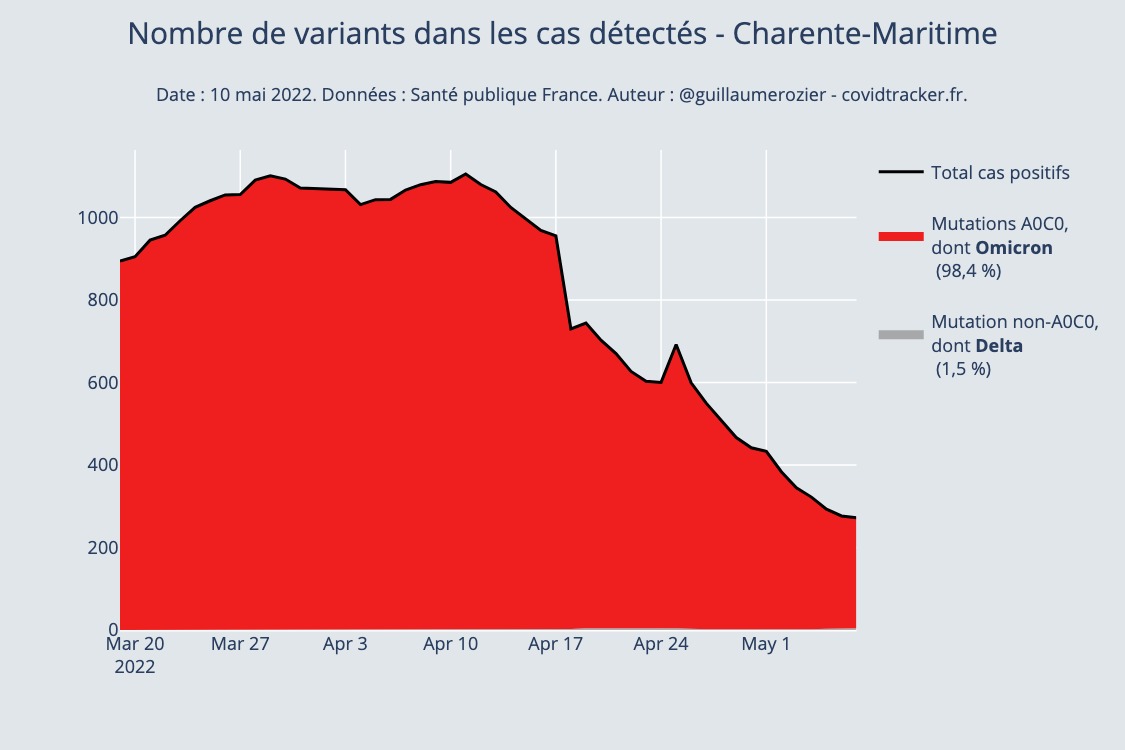 Nombre de variants dans les cas détectés - Charente-Maritime
Date : 10 mai 2022. Données : Santé publique France. Auteur : @guillaumerozier - covidtracker.fr.
Total cas positifs
Mutations A0C0,
dont Omicron
(98,4 %)
Mutation non-A0C0,
dont Delta
(1,5 %)
1000
800
600
400
200
0
Mar 20
2022
Mar 27
Apr 3
Apr 10
Apr 17
Apr 24
May 1